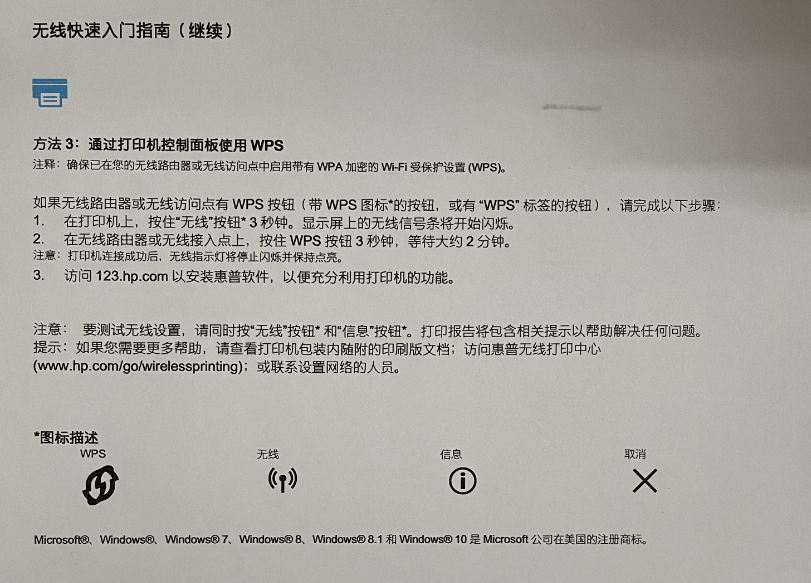 无线快速入门指南（继续）
方法 3：通过打印机控制面板使用 WPS
注释：确保已在您的无线路由器或无线访问点中启用带有 WPA 加密的 Wi-Fi 受保护设置 (WPS)。
如果无线路由器或无线访问点有 WPS 按钮（带 WPS 图标*的按钮，或有 “WPS” 标签的按钮），请完成以下步骤：
1. 在打印机上，按住“无线”按钮* 3 秒钟。显示屏上的无线信号条将开始闪烁。
2. 在无线路由器或无线接入点上，按住 WPS 按钮 3 秒钟，等待大约 2 分钟。
注意：打印机连接成功后，无线指示灯将停止闪烁并保持点亮。
3. 访问 123.hp.com 以安装惠普软件，以便充分利用打印机的功能。
注意： 要测试无线设置，请同时按“无线”按钮* 和“信息”按钮*。打印报告将包含相关提示以帮助解决任何问题。
提示：如果您需要更多帮助，请查看打印机包装内随附的印刷版文档；访问惠普无线打印中心
(www.hp.com/go/wirelessprinting)；或联系设置网络的人员。
*图标描述
WPS 无线 信息 取消
Microsoft®、Windows®、Windows® 7、Windows® 8、Windows® 8.1 和 Windows® 10 是 Microsoft 公司在美国的注册商标。